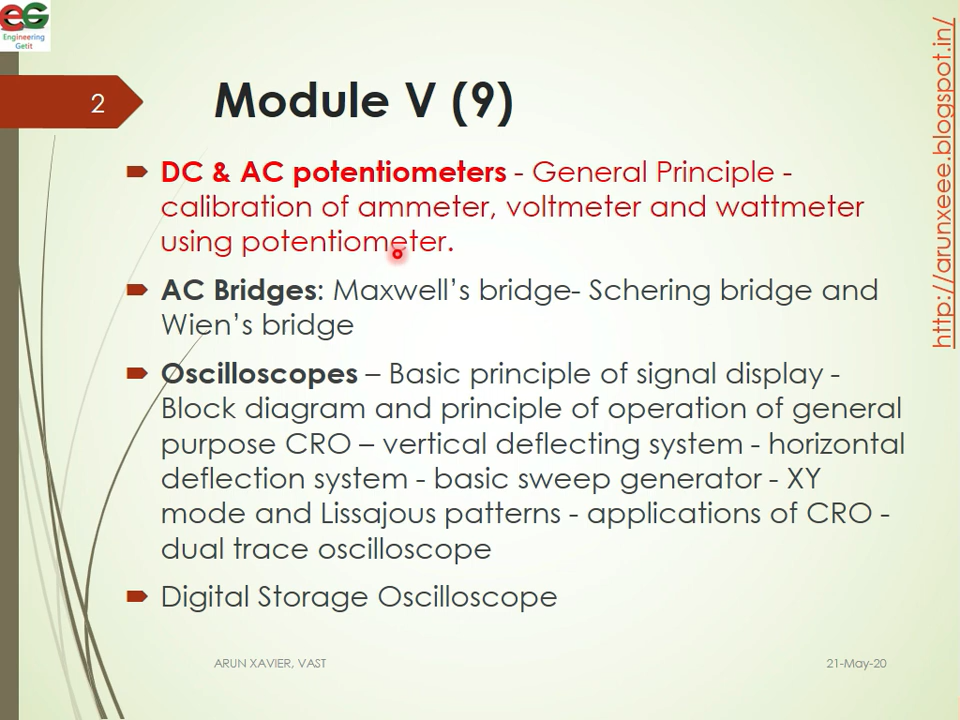 EG
Engineering
Getit
2
Module V (9)
DC & AC potentiometers - General Principle -
calibration of ammeter, voltmeter and wattmeter
using potentiometer.
AC Bridges: Maxwell's bridge- Schering bridge and
Wien's bridge
Oscilloscopes – Basic principle of signal display -
Block diagram and principle of operation of general
purpose CRO – vertical deflecting system - horizontal
deflection system - basic sweep generator - XY
mode and Lissajous patterns - applications of CRO -
dual trace oscilloscope
Digital Storage Oscilloscope
ARUN XAVIER, VAST
21-May-20
http://arunxeee.blogspot.in/